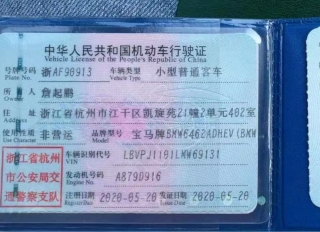 中华人民共和国机动车行驶证
Vehicle License of the People's Republic of China
号牌号码 浙AF90913 车辆类型 小型普通客车
Plate No. Vehicle Type
所有人 詹起鹏
Owner
住址 浙江省杭州市江干区凯旋苑21幢2单元402室
Address
使用性质 非营运 品牌型号 宝马牌BMW6462ADHEV(BMW
Use Character Model
浙江省杭州市公安局交通警察支队
车辆识别代号
VIN
发动机号码 A8790916
Engine No.
注册日期 2020-05-20 发证日期 2020-05-20
Register Date Issue Date